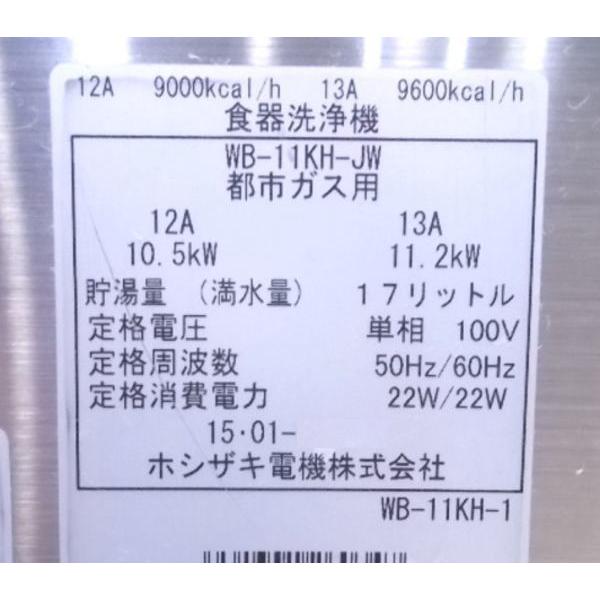 12A 9000kcal/h 13A 9600kcal/h
食器洗浄機
WB-11KH-JW
都市ガス用
12A 13A
10.5kW 11.2kW
貯湯量 (満水量) 17リットル
定格電圧 単相 100V
定格周波数 50Hz/60Hz
定格消費電力 22W/22W
15・01-
ホシザキ電機株式会社
WB-11KH-1